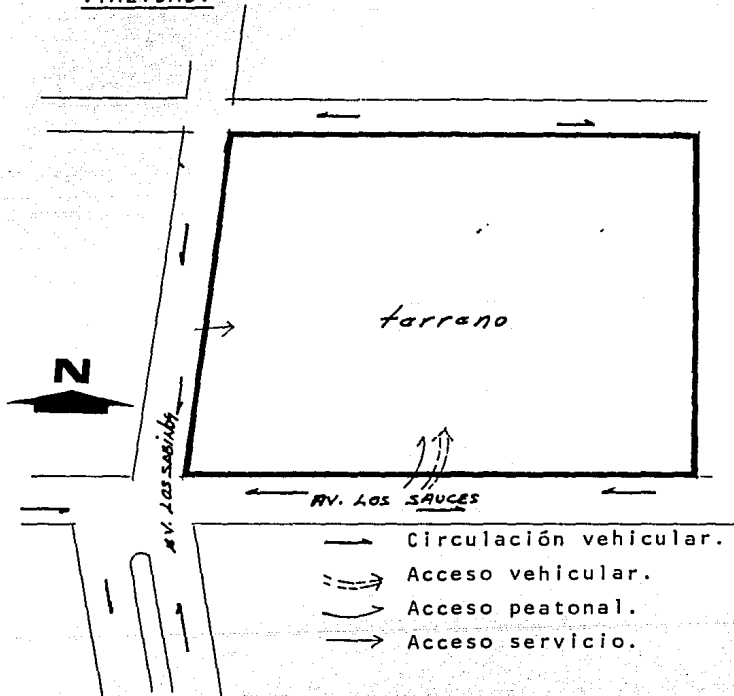 terreno
N
AV. LOS SABINOS
AV. LOS SAUCES
Circulación vehicular.
Acceso vehicular.
Acceso peatonal.
Acceso servicio.